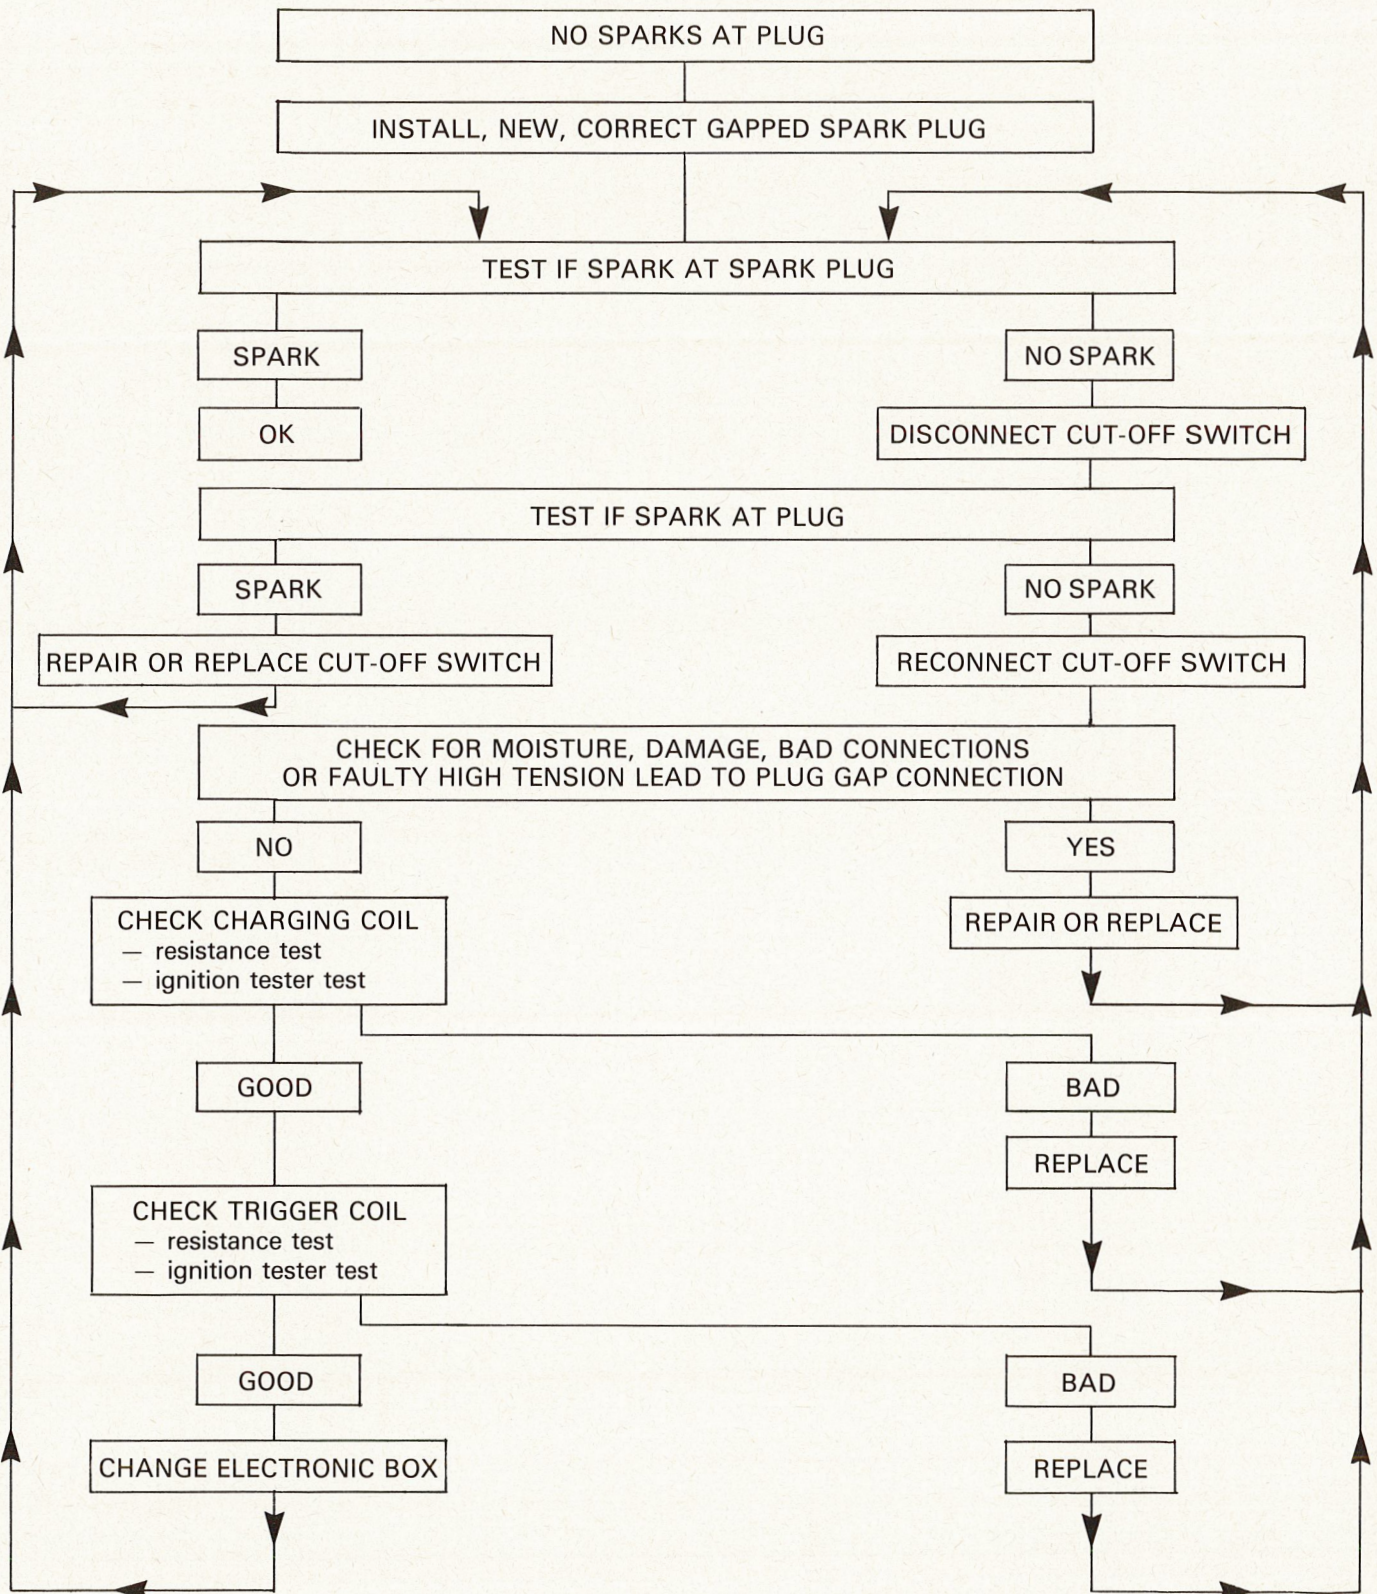 NO SPARKS AT PLUG
INSTALL, NEW, CORRECT GAPPED SPARK PLUG
TEST IF SPARK AT SPARK PLUG
SPARK
NO SPARK
OK
DISCONNECT CUT-OFF SWITCH
TEST IF SPARK AT PLUG
SPARK
NO SPARK
REPAIR OR REPLACE CUT-OFF SWITCH
RECONNECT CUT-OFF SWITCH
CHECK FOR MOISTURE, DAMAGE, BAD CONNECTIONS
OR FAULTY HIGH TENSION LEAD TO PLUG GAP CONNECTION
NO
YES
CHECK CHARGING COIL
— resistance test
— ignition tester test
REPAIR OR REPLACE
GOOD
BAD
REPLACE
CHECK TRIGGER COIL
— resistance test
— ignition tester test
GOOD
BAD
CHANGE ELECTRONIC BOX
REPLACE